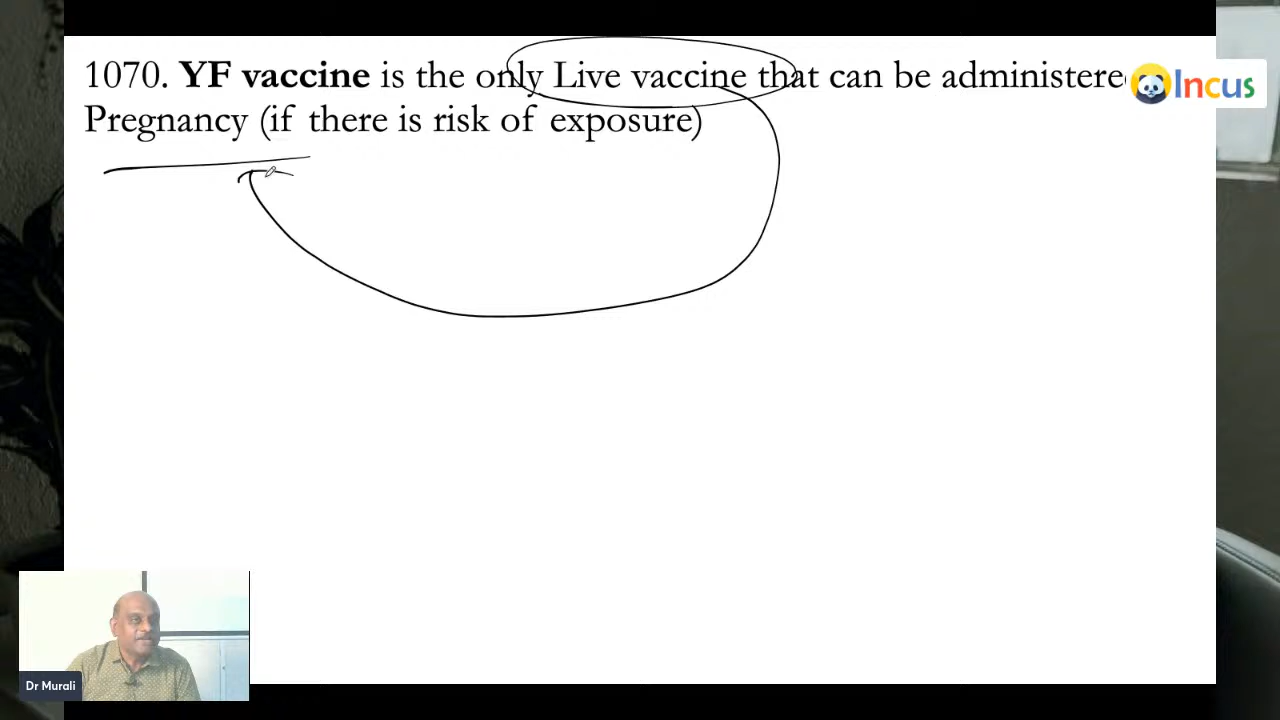 1070. YF vaccine is the only Live vaccine that can be administere
Incus
Pregnancy (if there is risk of exposure)
Dr Murali